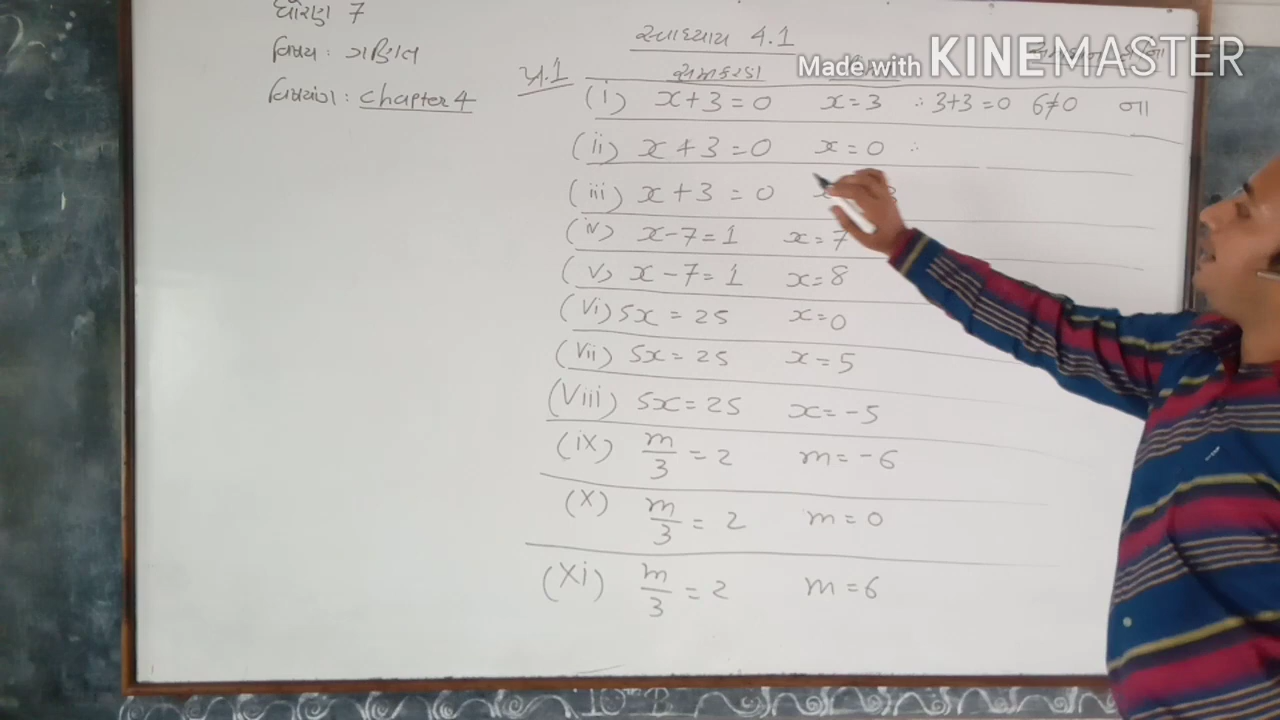 ધોરણ 7
વિષય: ગણિત
વિભાગ: Chapter 4
સ્વાધ્યાય 4.1
Made with KINEMASTER
પ્ર.1 સમીકરણ
(i) x+3=0 x=3 ∴ 3+3=0 6≠0 ના
(ii) x+3=0 x=0 ∴
(iii) x+3=0
(iv) x-7=1 x=7
(v) x-7=1 x=8
(vi) 5x=25 x=0
(vii) 5x=25 x=5
(viii) 5x=25 x=-5
(ix) m/3=2 m=-6
(x) m/3=2 m=0
(xi) m/3=2 m=6
10th B